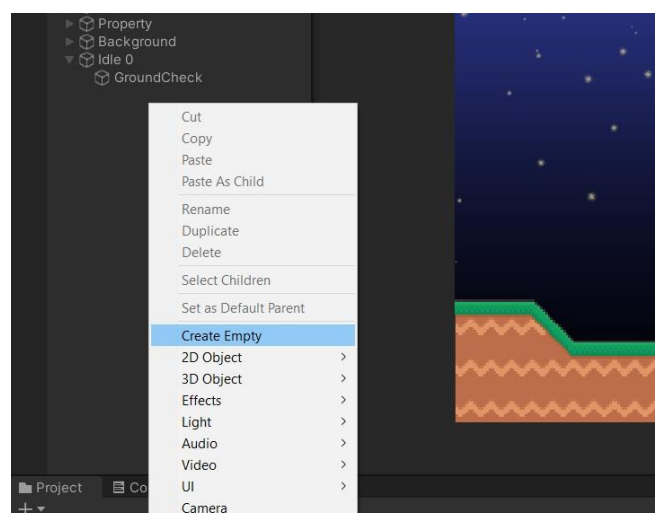 Property
Background
Idle 0
GroundCheck
Cut
Copy
Paste
Paste As Child
Rename
Duplicate
Delete
Select Children
Set as Default Parent
Create Empty
2D Object
3D Object
Effects
Light
Audio
Video
UI
Camera
Project
Co